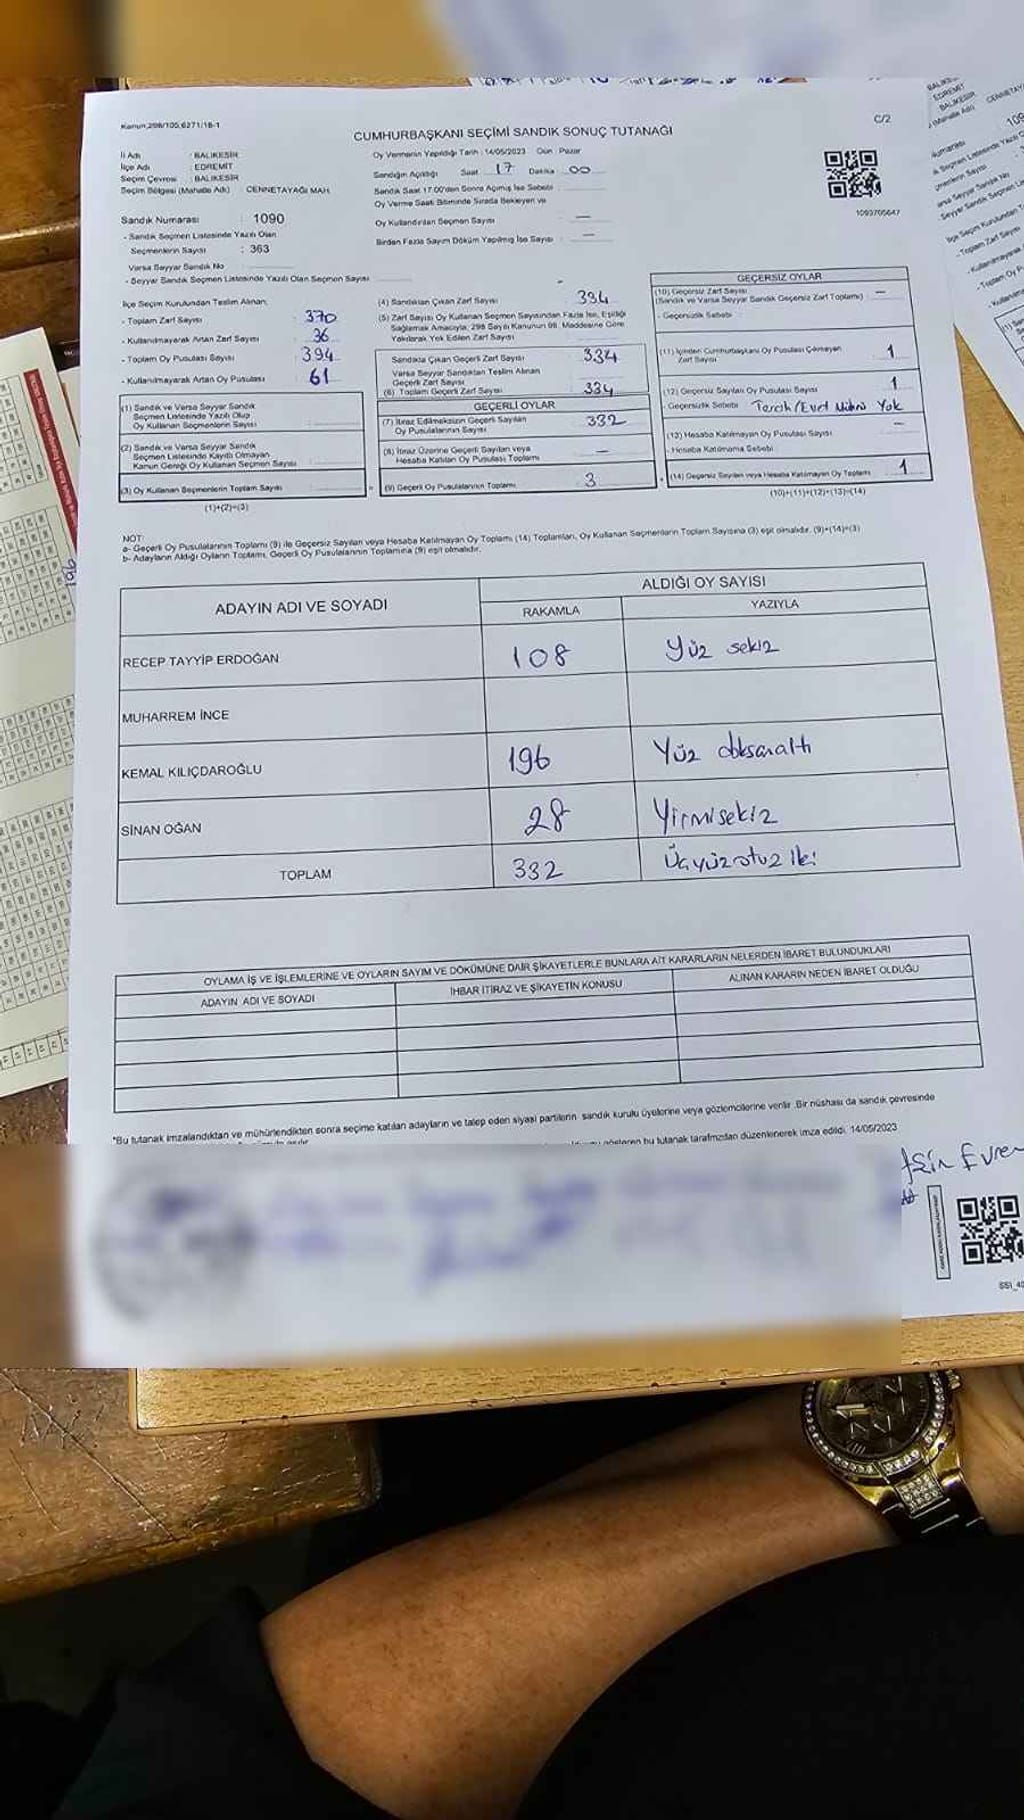 Kanun:298/105,6271/18-1
C/2
CUMHURBAŞKANI SEÇİMİ SANDIK SONUÇ TUTANAĞI
İl Adı : BALIKESİR
İlçe Adı : EDREMİT
Seçim Çevresi : BALIKESİR
Seçim Bölgesi (Mahalle Adı) : CENNETAYAĞI MAH.
Oy Vermenin Yapıldığı Tarih : 14/05/2023 Gün : Pazar
Sandığın Açıldığı Saat 17 Dakika 00
Sandık Saat 17:00'den Sonra Açılmış İse Sebebi
Oy Verme Saati Bitiminde Sırada Bekleyen ve
Oy Kullandırılan Seçmen Sayısı : —
Birden Fazla Sayım Döküm Yapılmış İse Sayısı : —
1093705647
Sandık Numarası : 1090
- Sandık Seçmen Listesinde Yazılı Olan
Seçmenlerin Sayısı : 363
Varsa Seyyar Sandık No
- Seyyar Sandık Seçmen Listesinde Yazılı Olan Seçmen Sayısı
İlçe Seçim Kurulundan Teslim Alınan;
- Toplam Zarf Sayısı : 370
- Kullanılmayarak Artan Zarf Sayısı : 36
- Toplam Oy Pusulası Sayısı : 394
- Kullanılmayarak Artan Oy Pusulası : 61
(1) Sandık ve Varsa Seyyar Sandık
Seçmen Listesinde Yazılı Olup
Oy Kullanan Seçmenlerin Sayısı
(2) Sandık ve Varsa Seyyar Sandık
Seçmen Listesinde Kayıtlı Olmayan
Kanun Gereği Oy Kullanan Seçmen Sayısı
(3) Oy Kullanan Seçmenlerin Toplam Sayısı
(1)+(2)=(3)
(4) Sandıktan Çıkan Zarf Sayısı : 334
(5) Zarf Sayısı Oy Kullanan Seçmen Sayısından Fazla İse, Eşitliği
Sağlamak Amacıyla, 298 Sayılı Kanunun 98. Maddesine Göre
Yakılarak Yok Edilen Zarf Sayısı
Sandıkta Çıkan Geçerli Zarf Sayısı : 334
Varsa Seyyar Sandıktan Teslim Alınan
Geçerli Zarf Sayısı
(6) Toplam Geçerli Zarf Sayısı : 334
GEÇERLİ OYLAR
(7) İtiraz Edilmeksizin Geçerli Sayılan
Oy Pusulalarının Sayısı : 332
(8) İtiraz Üzerine Geçerli Sayılan veya
Hesaba Katılan Oy Pusulası Toplamı : —
(9) Geçerli Oy Pusulalarının Toplamı : 3
GEÇERSİZ OYLAR
(10) Geçersiz Zarf Sayısı : —
(Sandık ve Varsa Seyyar Sandık Geçersiz Zarf Toplamı)
- Geçersizlik Sebebi
(11) İçinden Cumhurbaşkanı Oy Pusulası Çıkmayan
Zarf Sayısı : 1
(12) Geçersiz Sayılan Oy Pusulası Sayısı : 1
- Geçersizlik Sebebi Tercih/Evet Mührü Yok
(13) Hesaba Katılmayan Oy Pusulası Sayısı : —
- Hesaba Katılmama Sebebi
(14) Geçersiz Sayılan veya Hesaba Katılmayan Oy Toplamı : 1
(10)+(11)+(12)+(13)=(14)
NOT:
a- Geçerli Oy Pusulalarının Toplamı (9) ile Geçersiz Sayılan veya Hesaba Katılmayan Oy Toplamı (14) Toplamları, Oy Kullanan Seçmenlerin Toplam Sayısına (3) eşit olmalıdır. (9)+(14)=(3)
b- Adayların Aldığı Oyların Toplamı, Geçerli Oy Pusulalarının Toplamına (9) eşit olmalıdır.
ADAYIN ADI VE SOYADI
ALDIĞI OY SAYISI
RAKAMLA YAZIYLA
RECEP TAYYİP ERDOĞAN 108 Yüz sekiz
MUHARREM İNCE
KEMAL KILIÇDAROĞLU 196 Yüz doksanaltı
SİNAN OĞAN 28 Yirmisekiz
TOPLAM 332 Üçyüzotuz iki
OYLAMA İŞ VE İŞLEMLERİNE VE OYLARIN SAYIM VE DÖKÜMÜNE DAİR ŞİKAYETLERLE BUNLARA AİT KARARLARIN NELERDEN İBARET BULUNDUKLARI
ADAYIN ADI VE SOYADI
İHBAR İTİRAZ VE ŞİKAYETİN KONUSU
ALINAN KARARIN NEDEN İBARET OLDUĞU
*Bu tutanak imzalandıktan ve mühürlendikten sonra seçime katılan adayların ve talep eden siyasi partilerin sandık kurulu üyelerine veya gözlemcilerine verilir. Bir nüshası da sandık çevresinde
gösteren bu tutanak tarafımızdan düzenlenerek imza edildi. 14/05/2023
Evren
196
BALIKESİR
EDREMİT
BALIKESİR